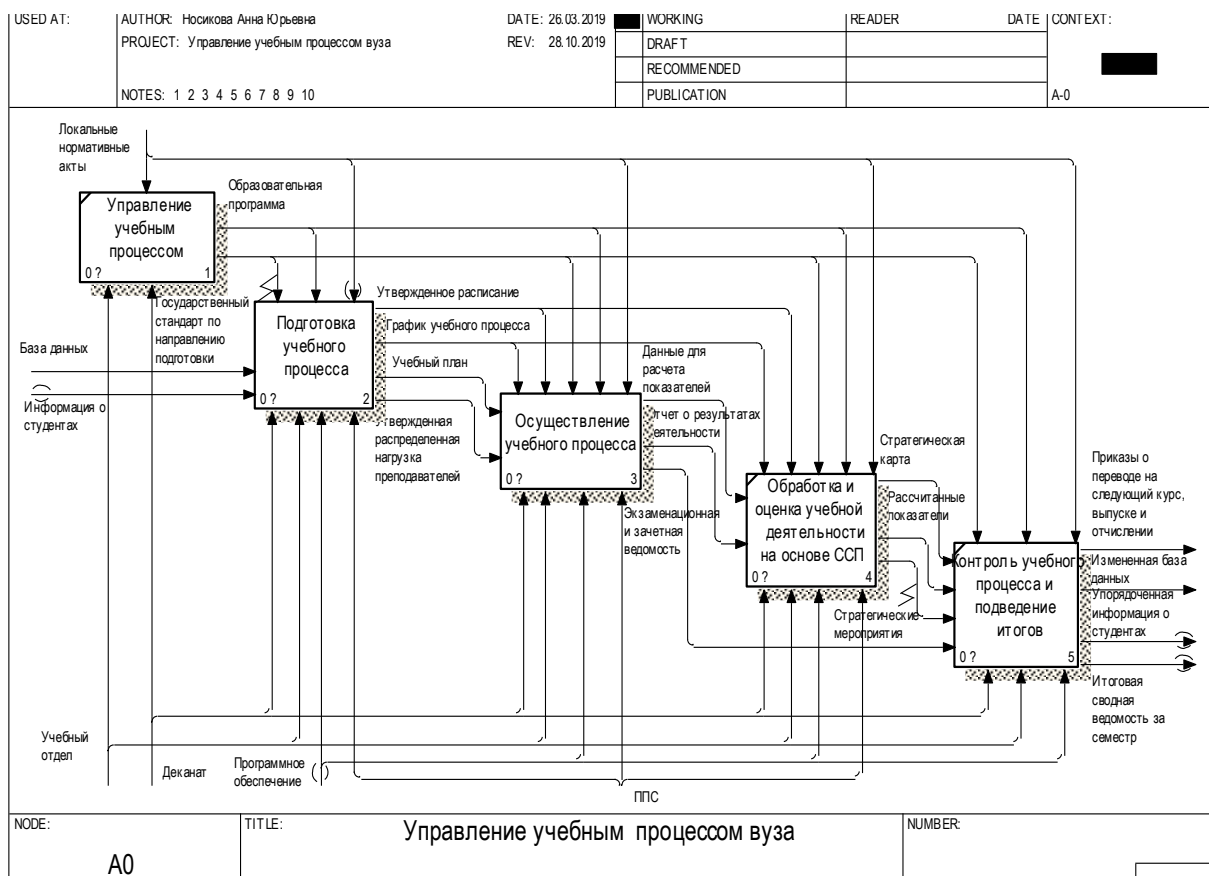 USED AT:
AUTHOR: Носикова Анна Юрьевна
DATE: 26.03.2019
REV: 28.10.2019
PROJECT: Управление учебным процессом вуза
NOTES: 1 2 3 4 5 6 7 8 9 10
WORKING
DRAFT
RECOMMENDED
PUBLICATION
READER
DATE
CONTEXT:
A-0
Локальные
нормативные
акты
Управление
учебным
процессом
0 ?
1
Образовательная
программа
Государственный
стандарт по
направлению
подготовки
База данных
Информация о
студентах
Подготовка
учебного
процесса
0 ?
2
Утвержденное расписание
График учебного процесса
Учебный план
твержденная
распределенная
нагрузка
преподавателей
Осуществление
учебного процесса
0 ?
3
Данные для
расчета
показателей
тчет о результатах
деятельности
Экзаменационная
и зачетная
ведомость
Обработка и
оценка учебной
деятельности
на основе ССП
0 ?
4
Стратегическая
карта
Рассчитанные
показатели
Стратегические
мероприятия
Контроль учебного
процесса и
подведение
итогов
0 ?
5
Приказы о
переводе на
следующий курс,
выпуске и
отчислении
Измененная база
данных
Упорядоченная
информация о
студентах
Итоговая
сводная
ведомость за
семестр
Учебный
отдел
Деканат
Программное
обеспечение
ППС
NODE:
A0
TITLE:
Управление учебным процессом вуза
NUMBER: